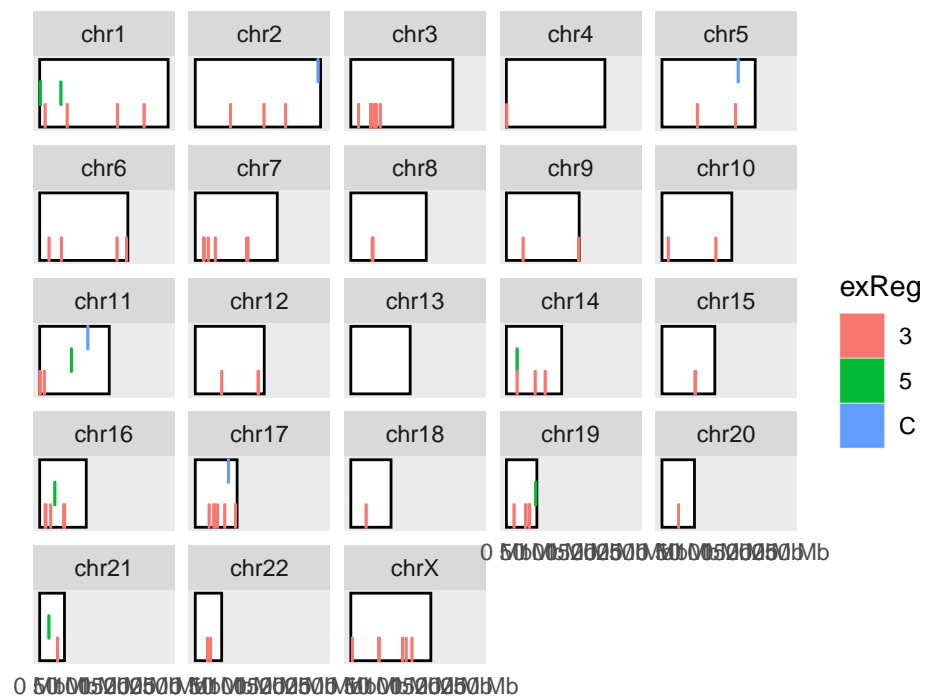 chr1 chr2 chr3 chr4 chr5
chr6 chr7 chr8 chr9 chr10
chr11 chr12 chr13 chr14 chr15
exReg
3
5
C
chr16 chr17 chr18 chr19 chr20
chr21 chr22 chrX